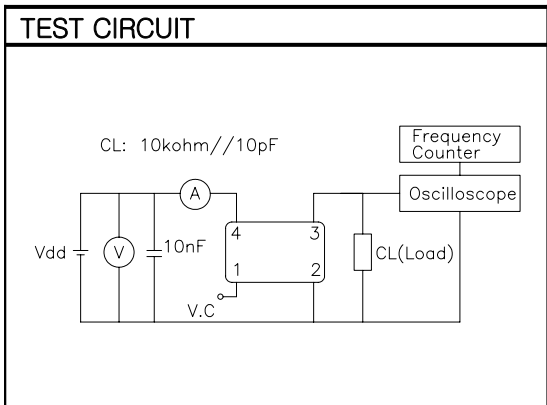 TEST CIRCUIT
CL: 10kohm//10pF
Frequency
Counter
A
Oscilloscope
4 3
Vdd V 10nF CL(Load)
1 2
V.C